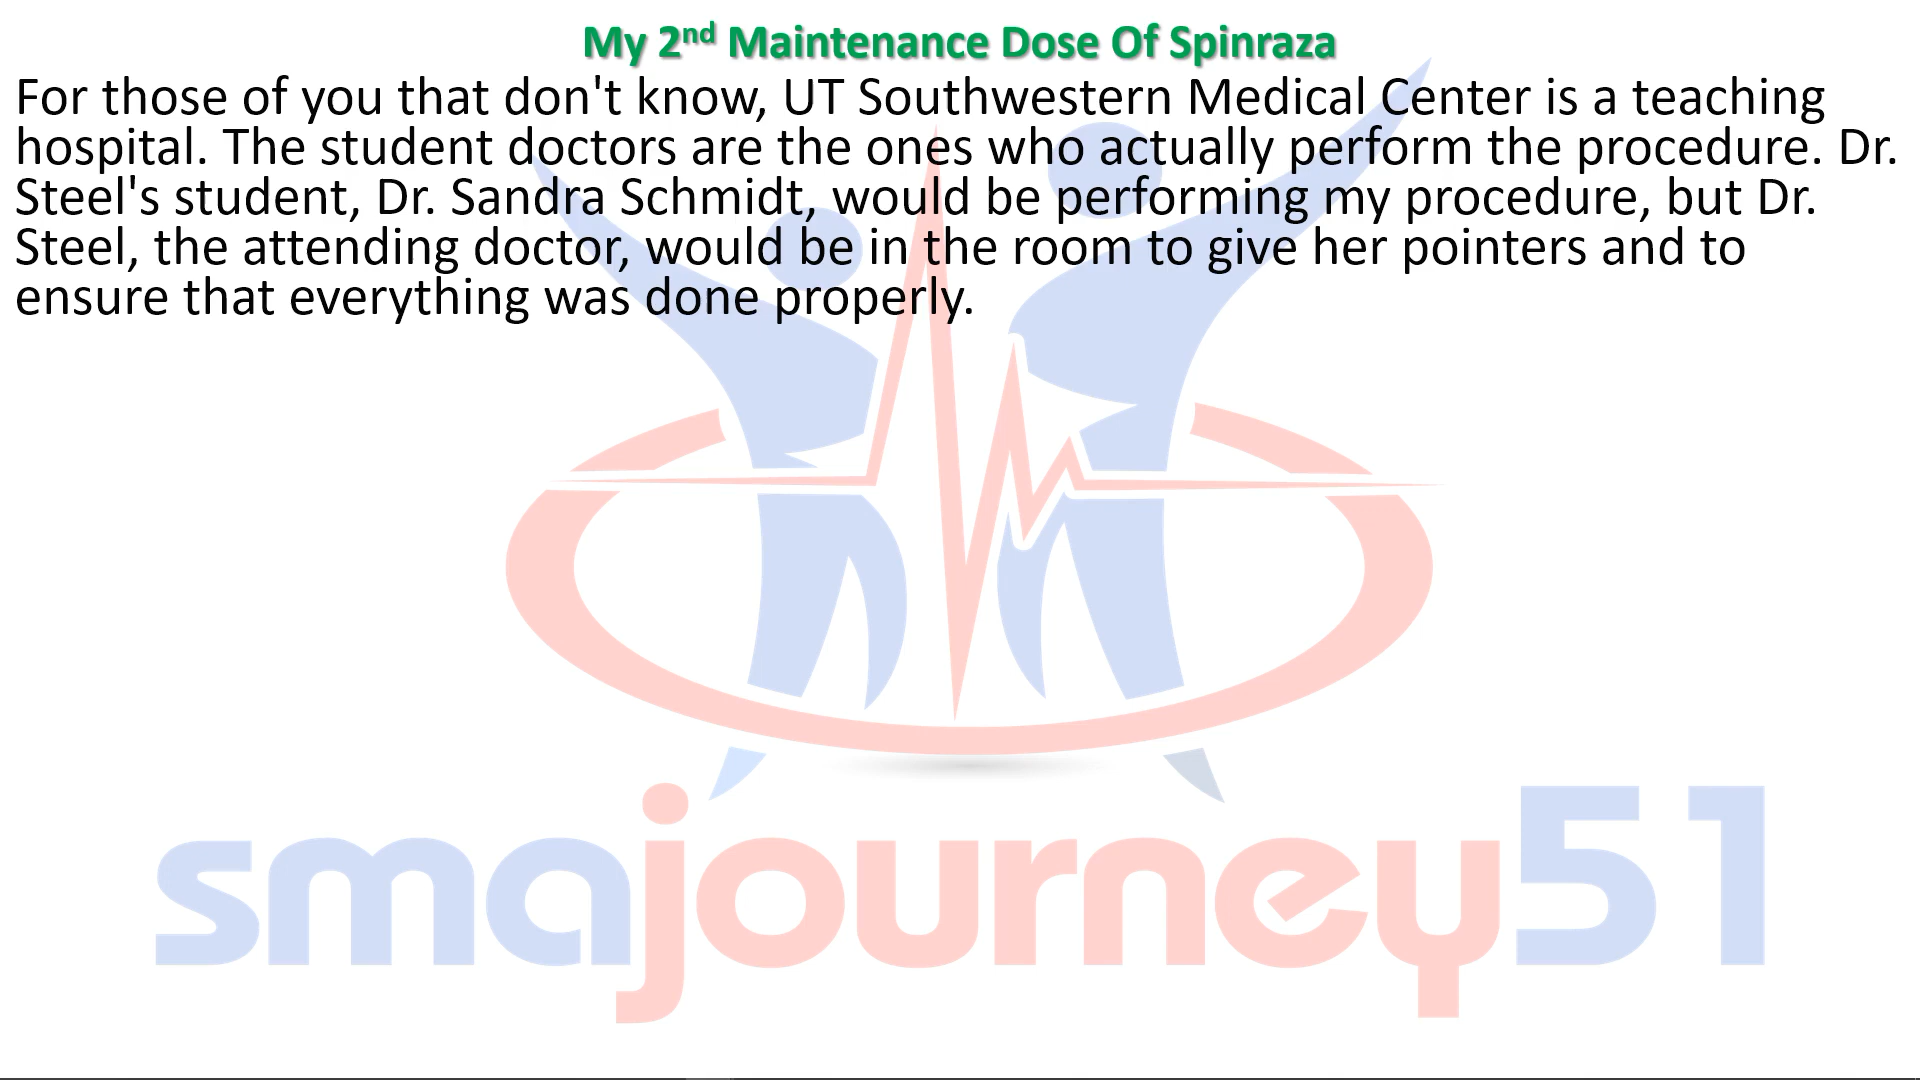 My 2nd Maintenance Dose Of Spinraza
For those of you that don't know, UT Southwestern Medical Center is a teaching
hospital. The student doctors are the ones who actually perform the procedure. Dr.
Steel's student, Dr. Sandra Schmidt, would be performing my procedure, but Dr.
Steel, the attending doctor, would be in the room to give her pointers and to
ensure that everything was done properly.
smajourney51